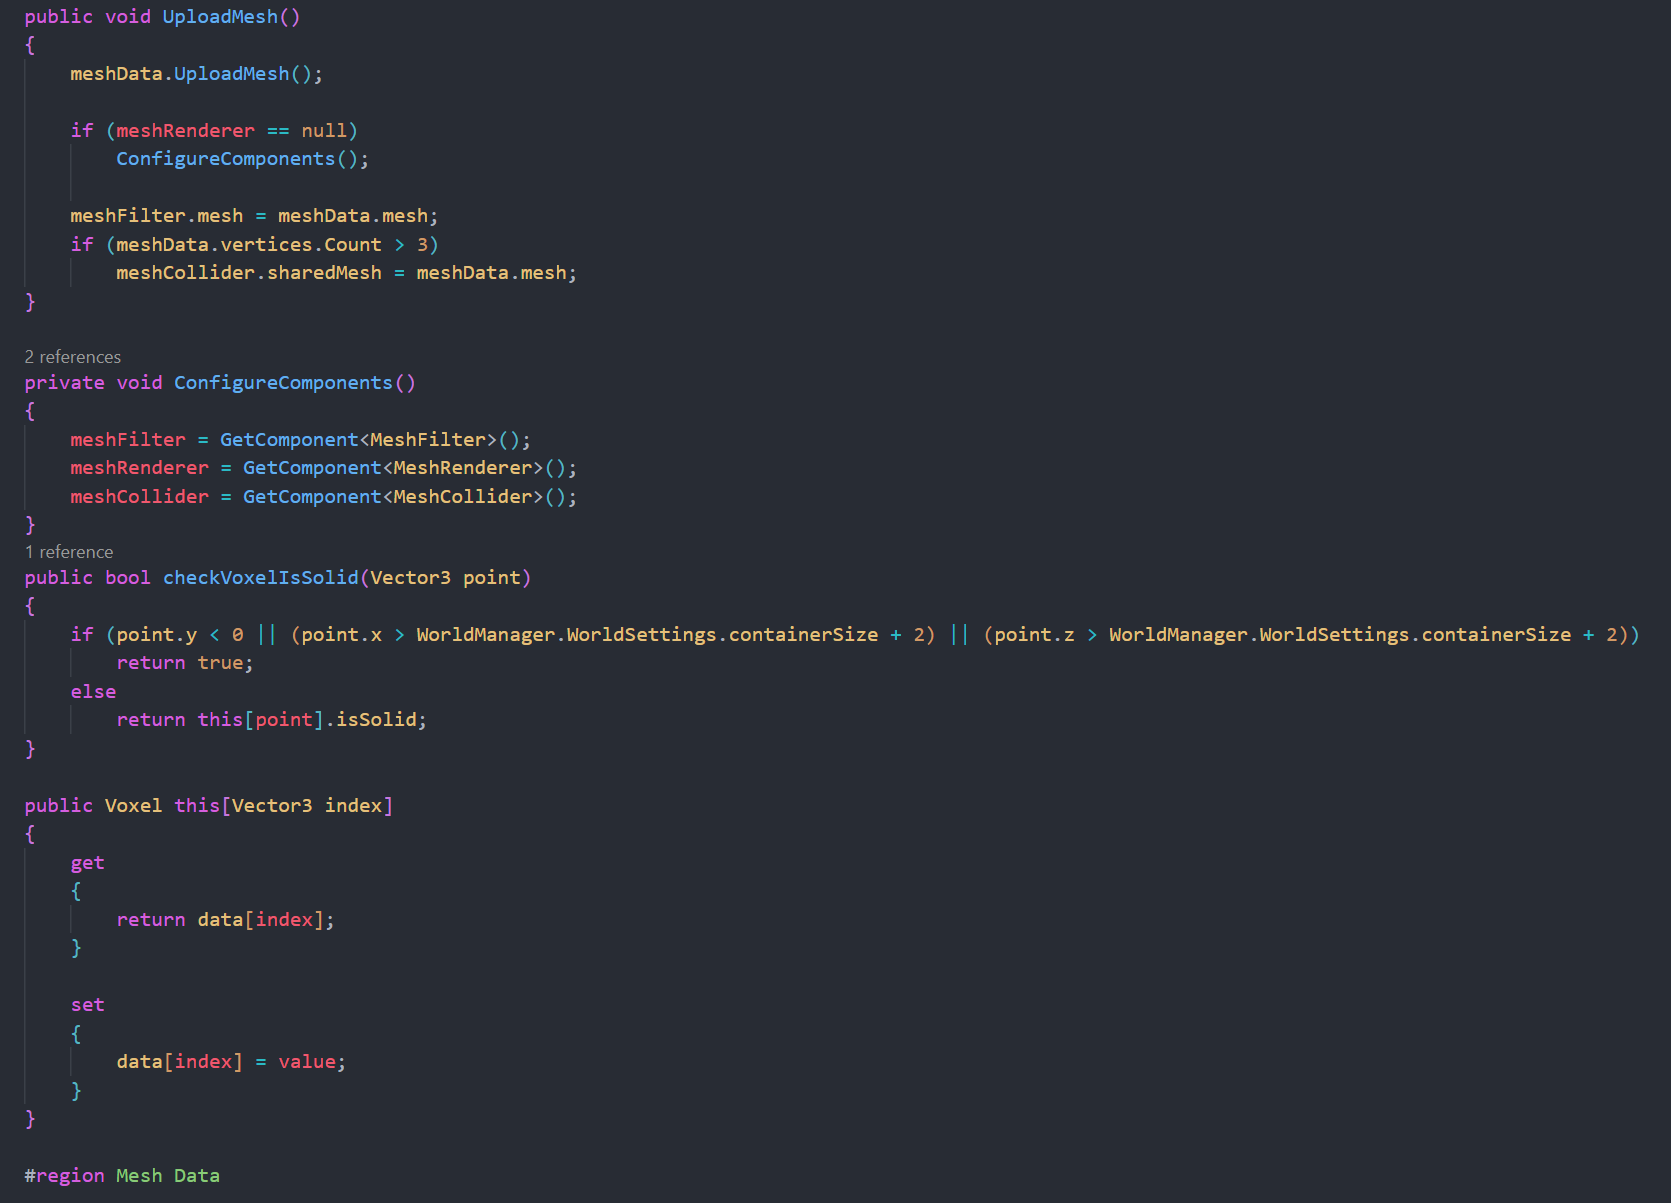 public void UploadMesh()
{
    meshData.UploadMesh();

    if (meshRenderer == null)
        ConfigureComponents();

    meshFilter.mesh = meshData.mesh;
    if (meshData.vertices.Count > 3)
        meshCollider.sharedMesh = meshData.mesh;
}

2 references
private void ConfigureComponents()
{
    meshFilter = GetComponent<MeshFilter>();
    meshRenderer = GetComponent<MeshRenderer>();
    meshCollider = GetComponent<MeshCollider>();
}
1 reference
public bool checkVoxelIsSolid(Vector3 point)
{
    if (point.y < 0 || (point.x > WorldManager.WorldSettings.containerSize + 2) || (point.z > WorldManager.WorldSettings.containerSize + 2))
        return true;
    else
        return this[point].isSolid;
}

public Voxel this[Vector3 index]
{
    get
    {
        return data[index];
    }

    set
    {
        data[index] = value;
    }
}

#region Mesh Data